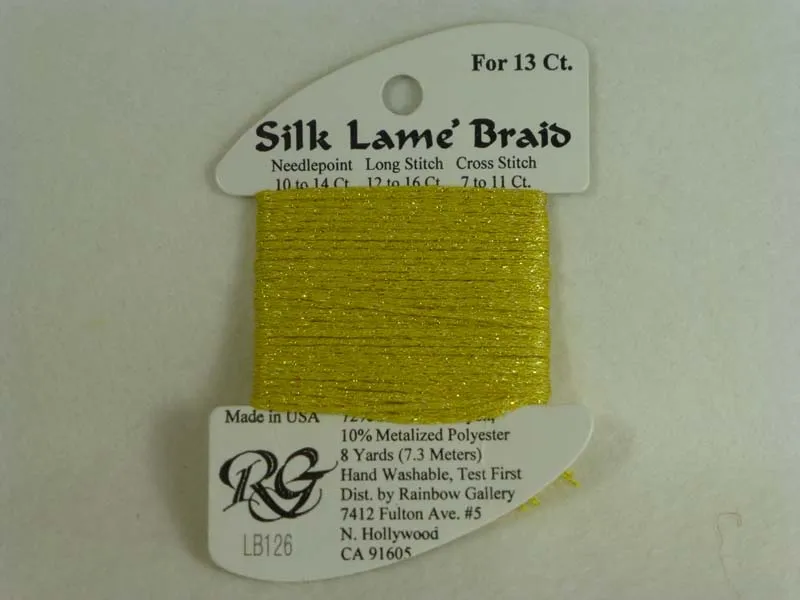 For 13 Ct.
Silk Lame' Braid
Needlepoint Long Stitch Cross Stitch
10 to 14 Ct. 12 to 16 Ct. 7 to 11 Ct.
Made in USA
10% Metalized Polyester
8 Yards (7.3 Meters)
Hand Washable, Test First
Dist. by Rainbow Gallery
7412 Fulton Ave. #5
N. Hollywood
CA 91605
RG
LB126